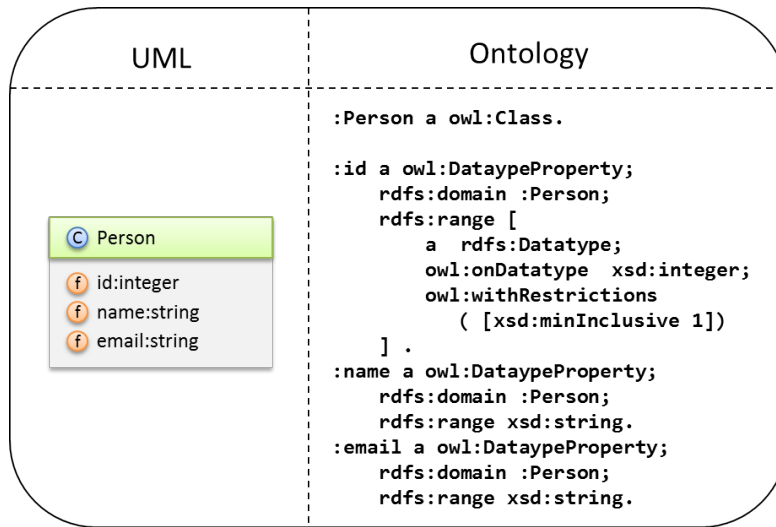 UML
Ontology
C Person
f id:integer
f name:string
f email:string
:Person a owl:Class.
:id a owl:DataypeProperty;
rdfs:domain :Person;
rdfs:range [
a rdfs:Datatype;
owl:onDatatype xsd:integer;
owl:withRestrictions
( [xsd:minInclusive 1])
] .
:name a owl:DataypeProperty;
rdfs:domain :Person;
rdfs:range xsd:string.
:email a owl:DataypeProperty;
rdfs:domain :Person;
rdfs:range xsd:string.